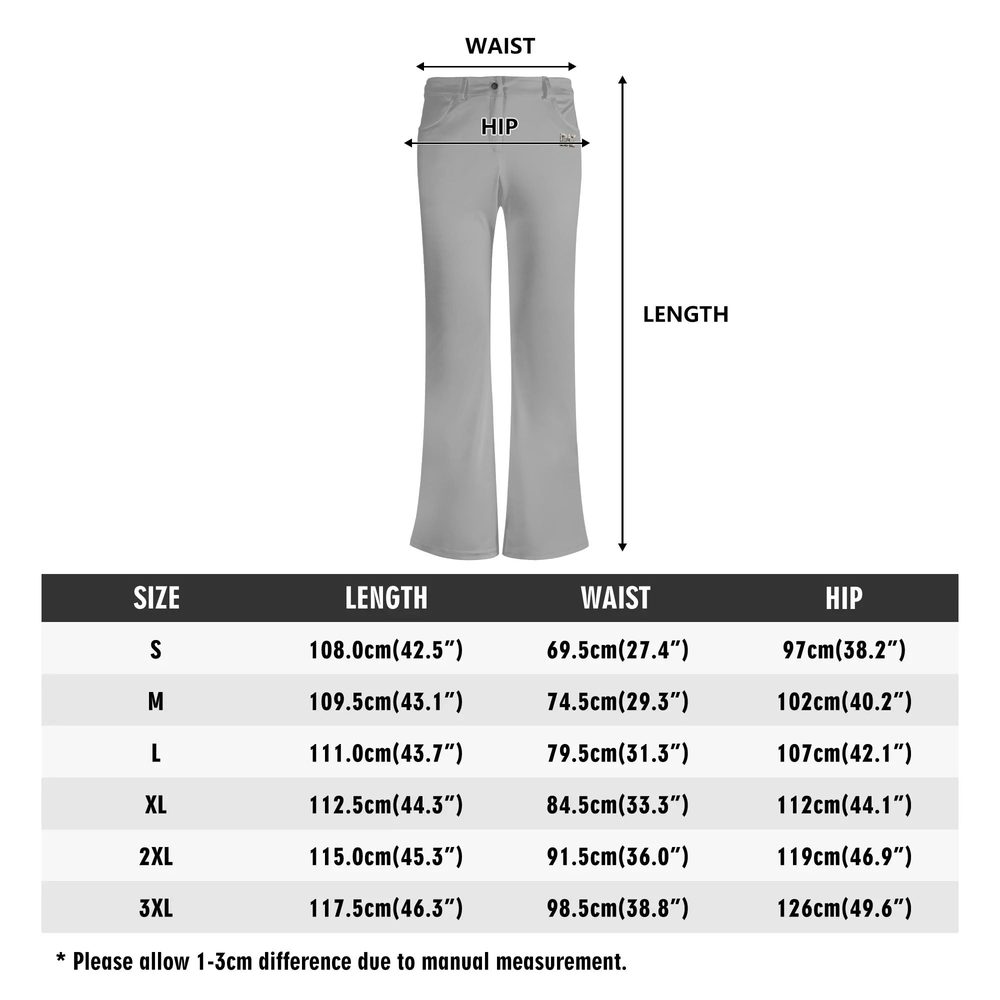 WAIST
HIP
LENGTH
SIZE LENGTH WAIST HIP
S 108.0cm(42.5″) 69.5cm(27.4″) 97cm(38.2″)
M 109.5cm(43.1″) 74.5cm(29.3″) 102cm(40.2″)
L 111.0cm(43.7″) 79.5cm(31.3″) 107cm(42.1″)
XL 112.5cm(44.3″) 84.5cm(33.3″) 112cm(44.1″)
2XL 115.0cm(45.3″) 91.5cm(36.0″) 119cm(46.9″)
3XL 117.5cm(46.3″) 98.5cm(38.8″) 126cm(49.6″)
* Please allow 1-3cm difference due to manual measurement.